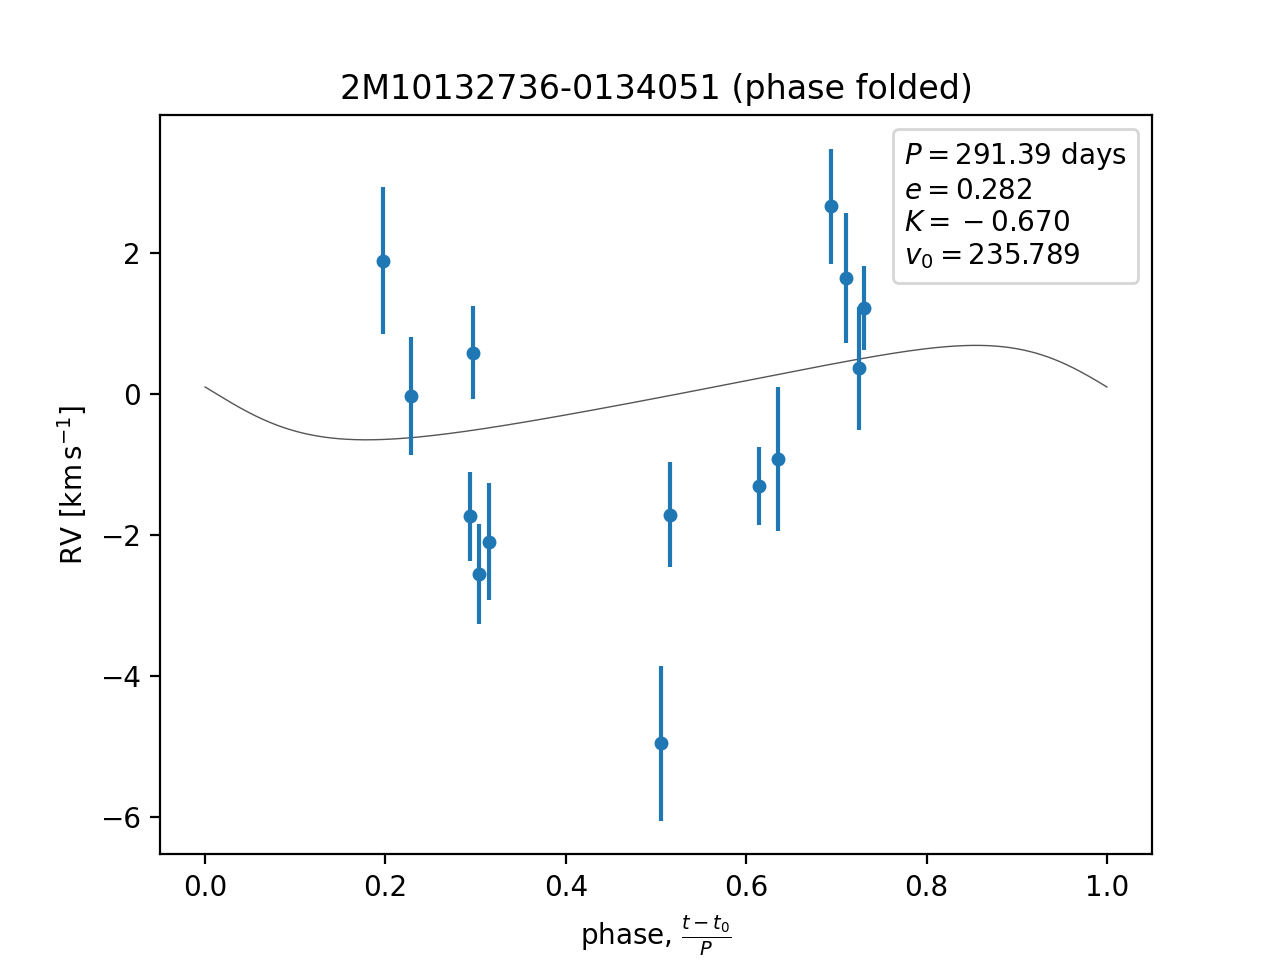 2M10132736-0134051 (phase folded)
P = 291.39 days
e = 0.282
K = −0.670
v₀ = 235.789
2
0
−2
−4
−6
RV [km s⁻¹]
0.0 0.2 0.4 0.6 0.8 1.0
phase, (t − t₀)/P